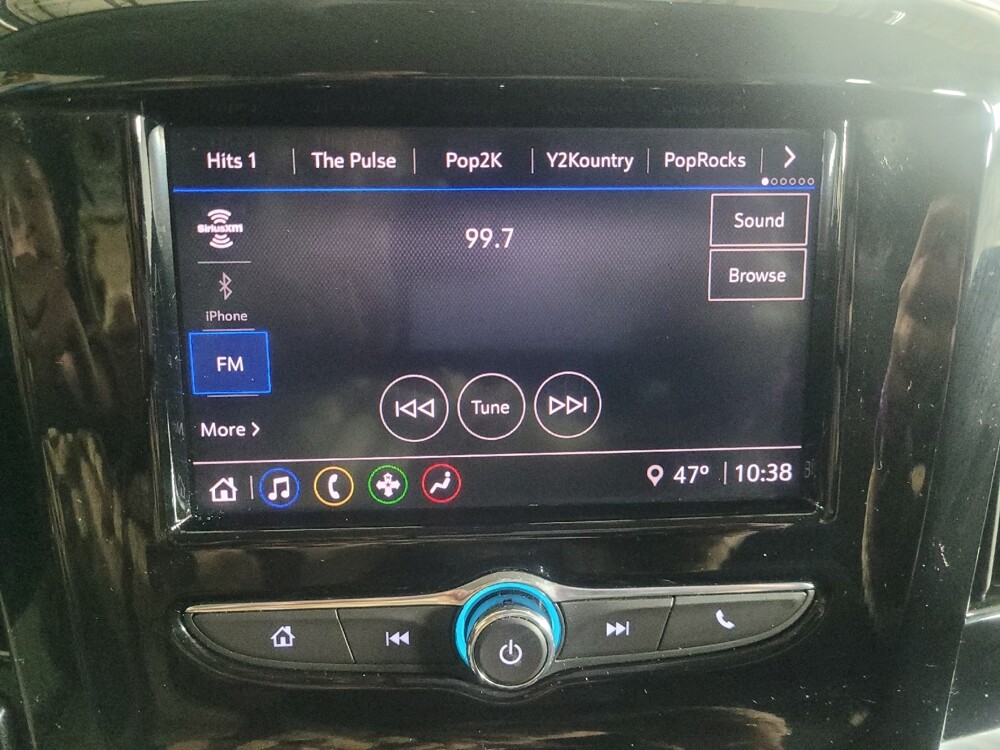 Hits 1 The Pulse Pop2K Y2Kountry PopRocks
SiriusXM
99.7
Sound
Browse
iPhone
FM
Tune
More
47° 10:38